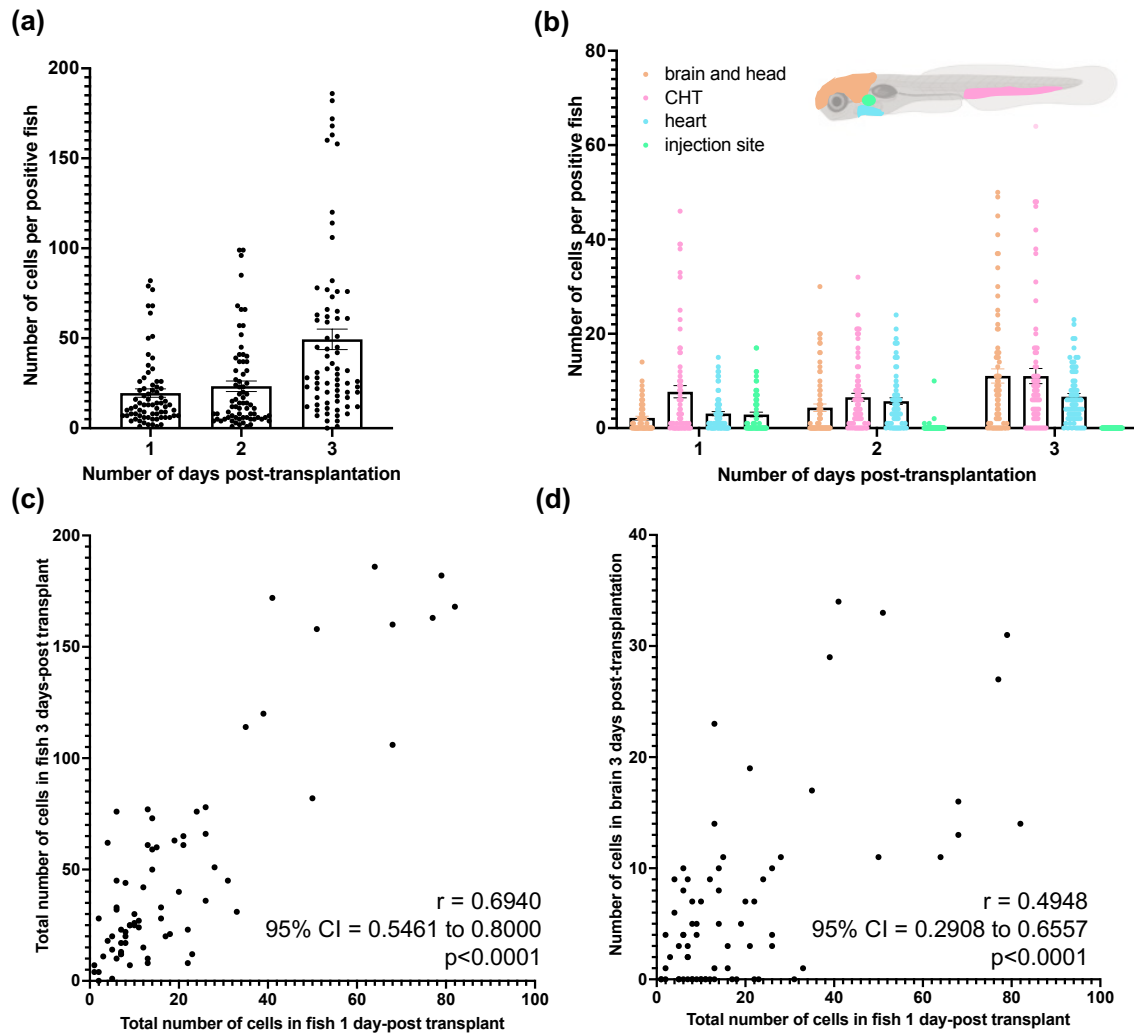 (a)
Number of cells per positive fish
200
150
100
50
0
1 2 3
Number of days post-transplantation
(b)
Number of cells per positive fish
80
60
40
20
0
brain and head
CHT
heart
injection site
1 2 3
Number of days post-transplantation
(c)
Total number of cells in fish 3 days-post transplant
200
150
100
50
0
r = 0.6940
95% CI = 0.5461 to 0.8000
p<0.0001
0 20 40 60 80 100
Total number of cells in fish 1 day-post transplant
(d)
Number of cells in brain 3 days post-transplantation
40
30
20
10
0
r = 0.4948
95% CI = 0.2908 to 0.6557
p<0.0001
0 20 40 60 80 100
Total number of cells in fish 1 day-post transplant